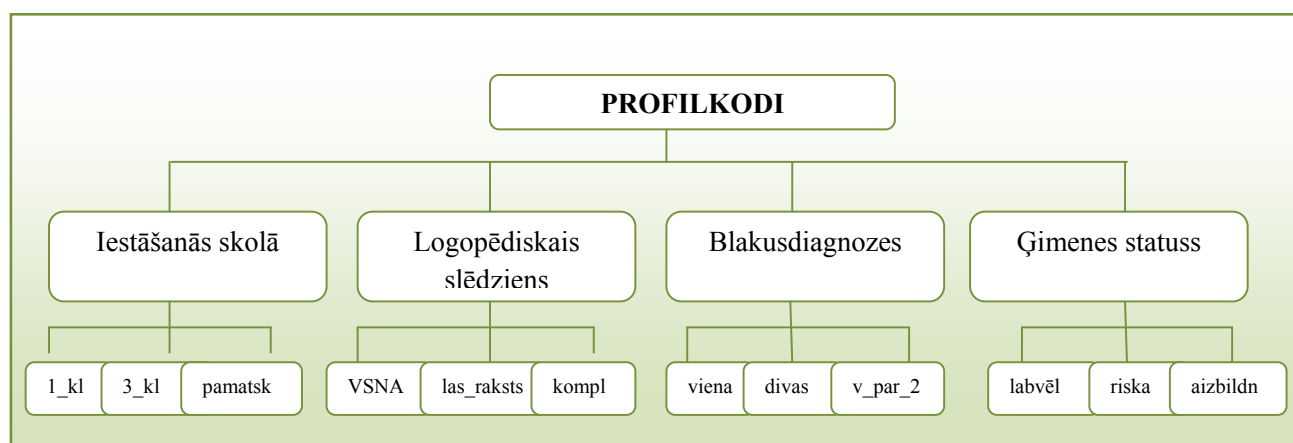 PROFILKODI
Iestāšanās skolā
Logopēdiskais
slēdziens
Blakusdiagnozes
Ģimenes statuss
1_kl
3_kl
pamatsk
VSNA
las_raksts
kompl
viena
divas
v_par_2
labvēl
riska
aizbildn